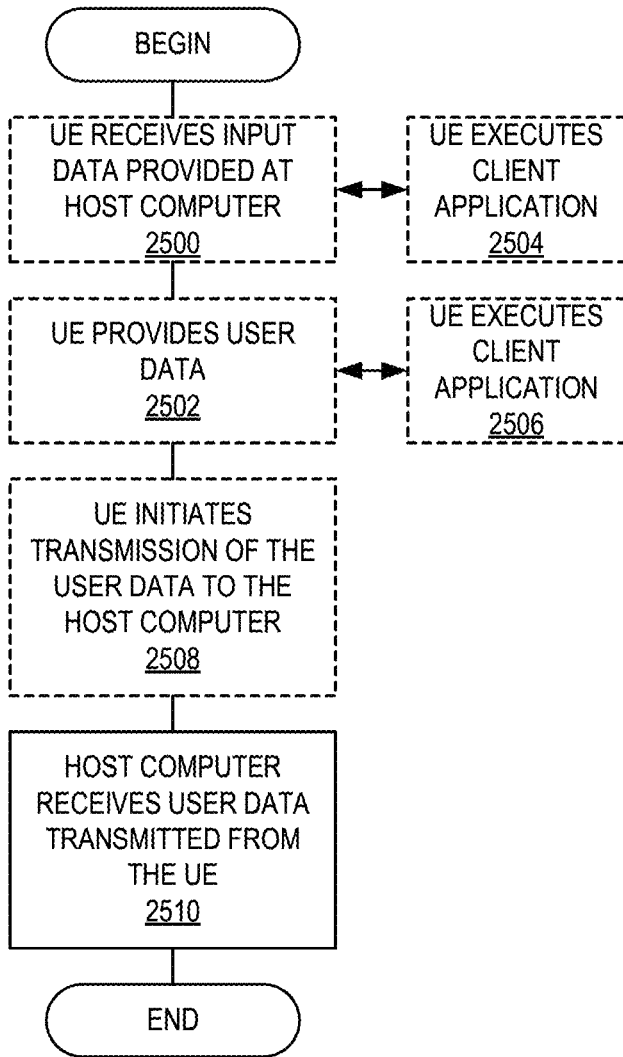 BEGIN
UE RECEIVES INPUT
DATA PROVIDED AT
HOST COMPUTER
2500
UE EXECUTES
CLIENT
APPLICATION
2504
UE PROVIDES USER
DATA
2502
UE EXECUTES
CLIENT
APPLICATION
2506
UE INITIATES
TRANSMISSION OF THE
USER DATA TO THE
HOST COMPUTER
2508
HOST COMPUTER
RECEIVES USER DATA
TRANSMITTED FROM
THE UE
2510
END